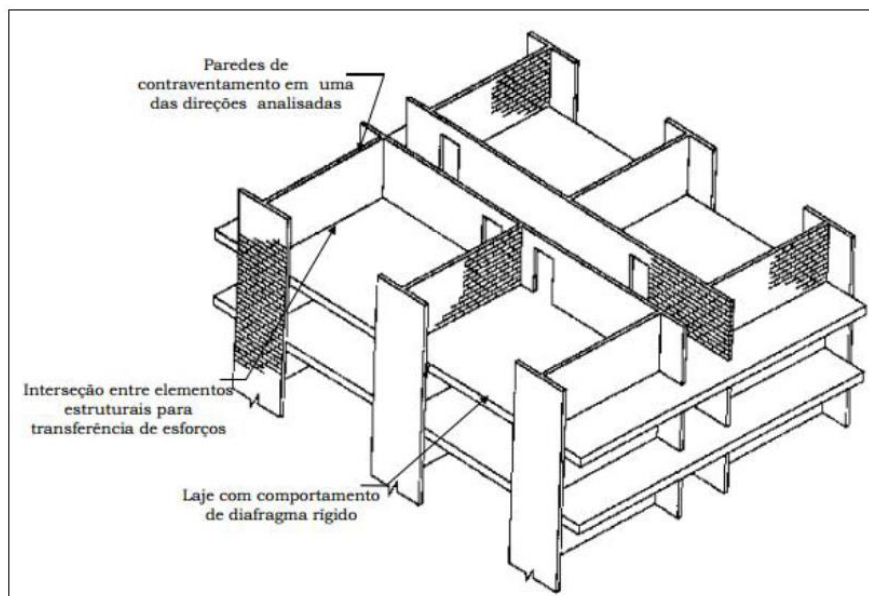 Paredes de
contraventamento em uma
das direções analisadas
Interseção entre elementos
estruturais para
transferência de esforços
Laje com comportamento
de diafragma rígido